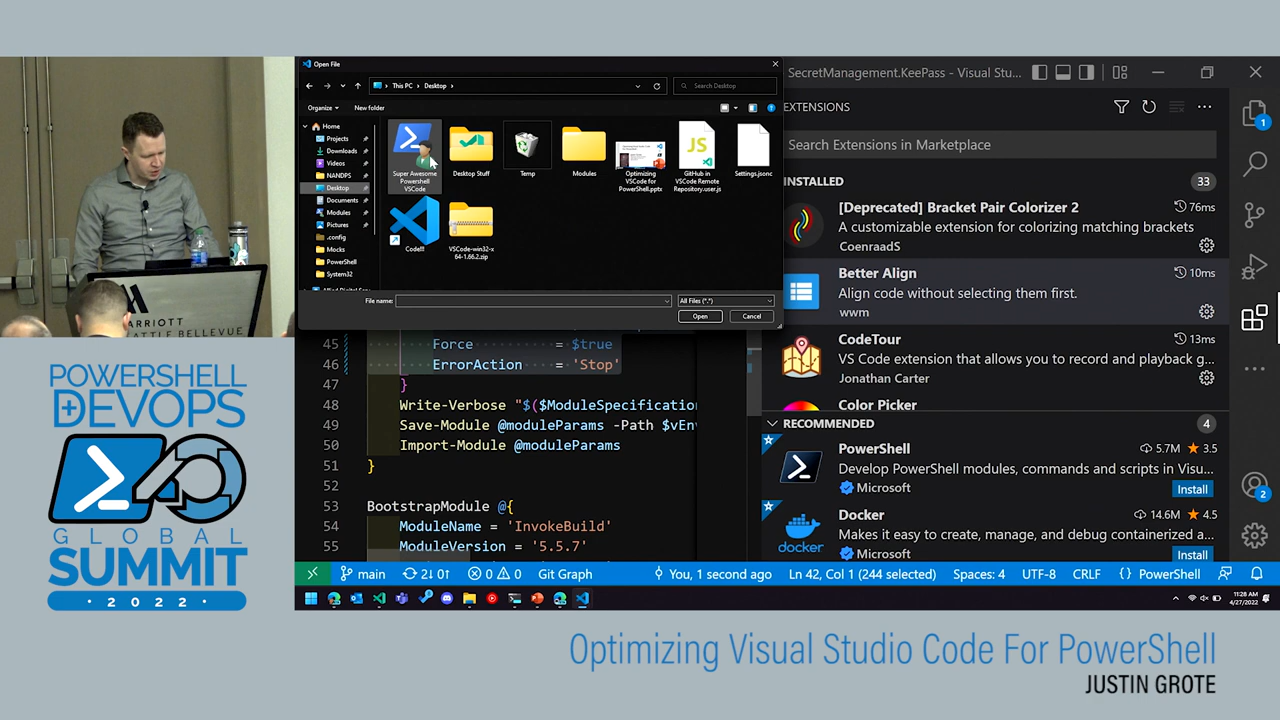 Open File
This PC > Desktop >
Search Desktop
Organize
New folder
Home
Projects
Downloads
Videos
NANDPS
Desktop
Documents
Modules
Pictures
.config
Mocks
PowerShell
System32
Super Awesome
Powershell
VSCode
Desktop Stuff
Temp
Modules
Optimizing
VSCode for
PowerShell.pptx
JS
GitHub in
VSCode Remote
Repository.user.js
Settings.jsonc
Code!!!
VSCode-win32-x
64-1.66.2.zip
File name:
All Files (*.*)
Open
Cancel
SecretManagement.KeePass - Visual Stu...
EXTENSIONS
Search Extensions in Marketplace
INSTALLED
33
[Deprecated] Bracket Pair Colorizer 2
76ms
A customizable extension for colorizing matching brackets
CoenraadS
Better Align
10ms
Align code without selecting them first.
wwm
CodeTour
13ms
VS Code extension that allows you to record and playback g...
Jonathan Carter
Color Picker
RECOMMENDED
4
PowerShell
5.7M
3.5
Develop PowerShell modules, commands and scripts in Visu...
Microsoft
Install
Docker
14.6M
4.5
Makes it easy to create, manage, and debug containerized a...
docker
Microsoft
Install
1
2
45 Force = $true
46 ErrorAction = 'Stop'
47 }
48 Write-Verbose "$($ModuleSpecification
49 Save-Module @moduleParams -Path $vEnv
50 Import-Module @moduleParams
51 }
52
53 BootstrapModule @{
54 ModuleName = 'InvokeBuild'
55 ModuleVersion = '5.5.7'
main
2↓ 0↑
0
0
Git Graph
You, 1 second ago
Ln 42, Col 1 (244 selected)
Spaces: 4
UTF-8
CRLF
{ } PowerShell
11:28 AM
4/27/2022
MARRIOTT
SEATTLE BELLEVUE
POWERSHELL
DEVOPS
GLOBAL
SUMMIT
· 2022 ·
Optimizing Visual Studio Code For PowerShell
JUSTIN GROTE